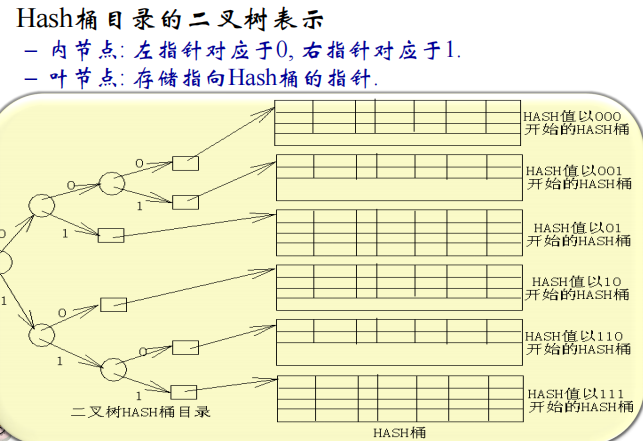 Hash桶目录的二叉树表示
– 内节点: 左指针对应于0, 右指针对应于1.
– 叶节点: 存储指向Hash桶的指针.
HASH值以000
开始的HASH桶
0
0
1
HASH值以001
开始的HASH桶
0
1
HASH值以01
开始的HASH桶
HASH值以10
开始的HASH桶
1
0
0
HASH值以110
开始的HASH桶
1
1
HASH值以111
开始的HASH桶
二叉树HASH桶目录
HASH桶